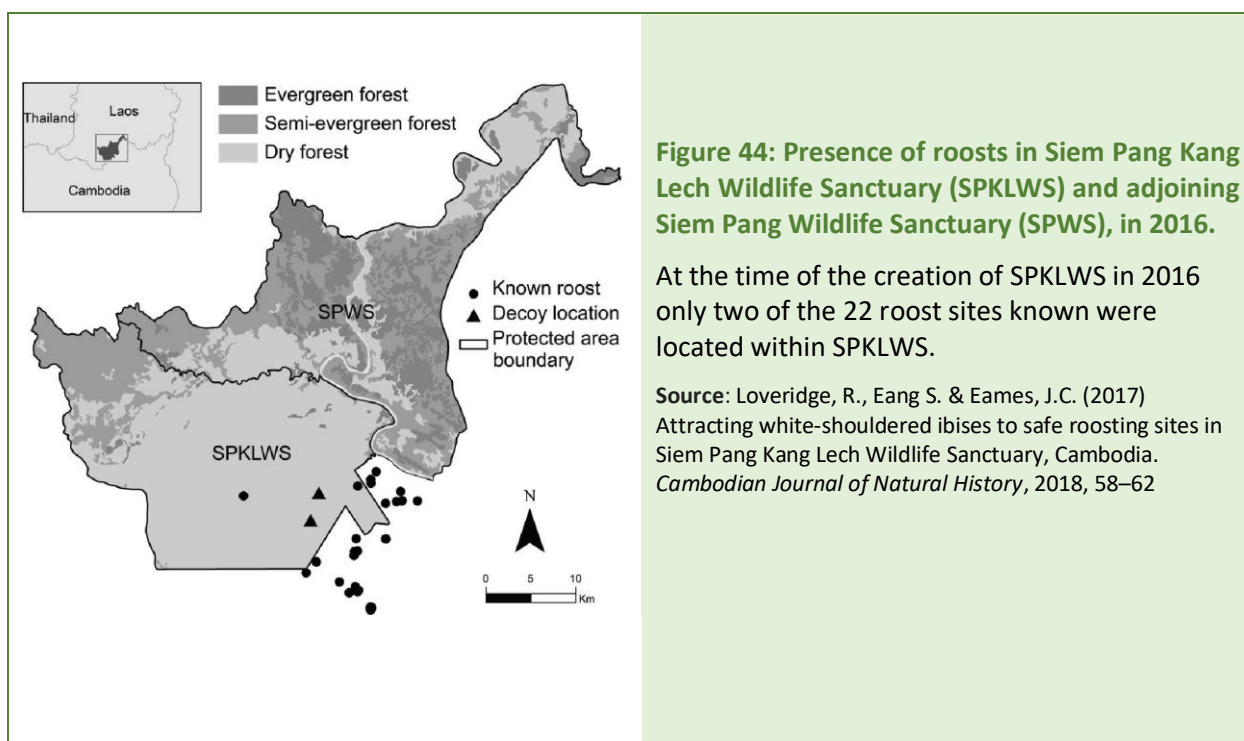 Thailand
Laos
Cambodia
Evergreen forest
Semi-evergreen forest
Dry forest
SPWS
Known roost
Decoy location
Protected area
boundary
SPKLWS
N
0 5 10
Km
Figure 44: Presence of roosts in Siem Pang Kang
Lech Wildlife Sanctuary (SPKLWS) and adjoining
Siem Pang Wildlife Sanctuary (SPWS), in 2016.
At the time of the creation of SPKLWS in 2016
only two of the 22 roost sites known were
located within SPKLWS.
Source: Loveridge, R., Eang S. & Eames, J.C. (2017)
Attracting white-shouldered ibises to safe roosting sites in
Siem Pang Kang Lech Wildlife Sanctuary, Cambodia.
Cambodian Journal of Natural History, 2018, 58–62